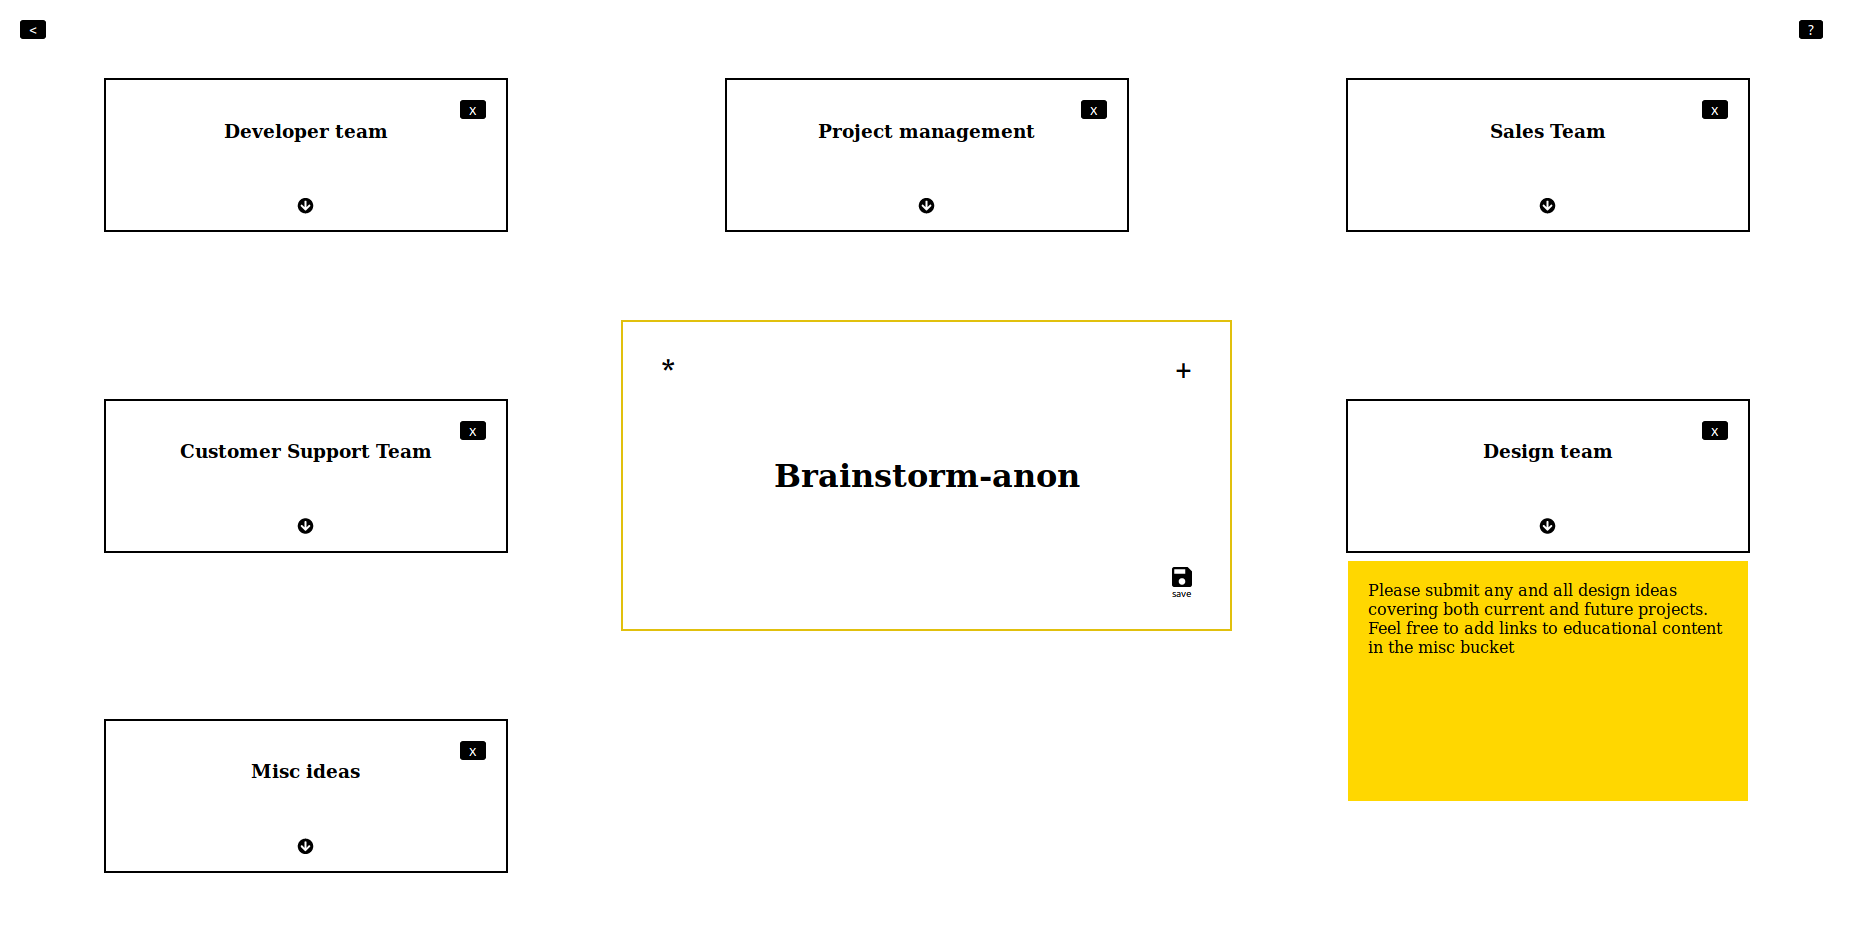 <
?
x
Developer team
x
Project management
x
Sales Team
*
+
Brainstorm-anon
save
x
Customer Support Team
x
Design team
Please submit any and all design ideas
covering both current and future projects.
Feel free to add links to educational content
in the misc bucket
x
Misc ideas